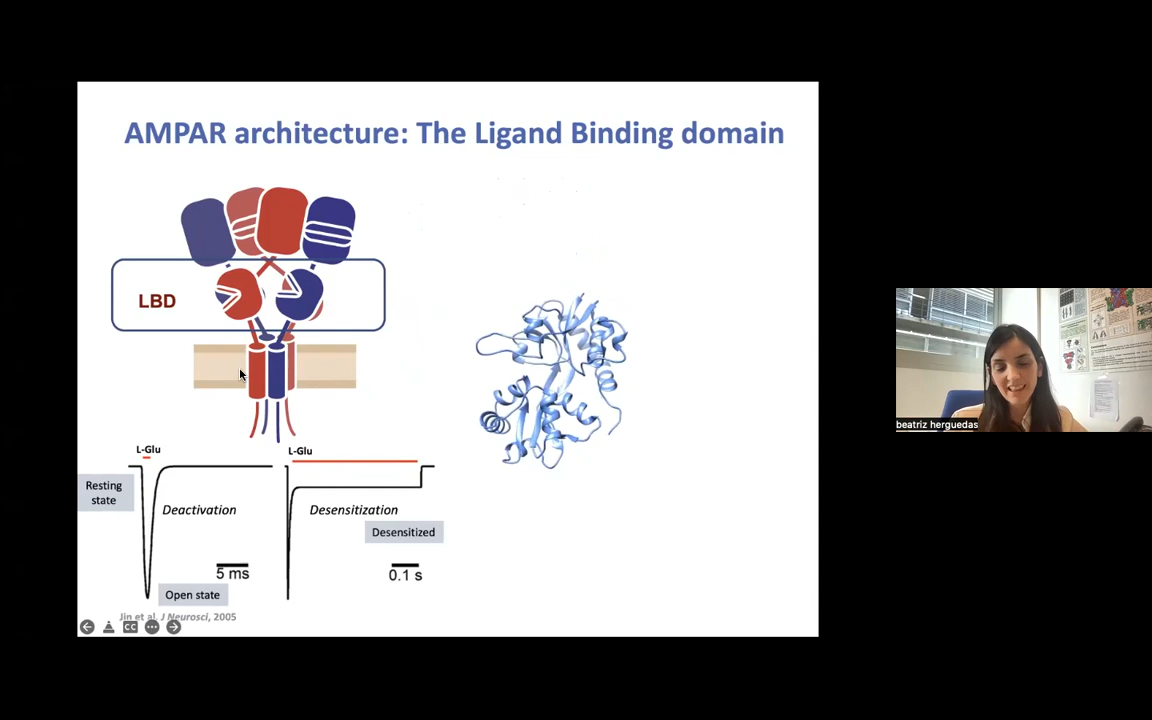 AMPAR architecture: The Ligand Binding domain
LBD
L-Glu
L-Glu
Resting
state
Deactivation
Desensitization
Desensitized
5 ms
0.1 s
Open state
Jin et al. J Neurosci, 2005
CC
beatriz herguedas